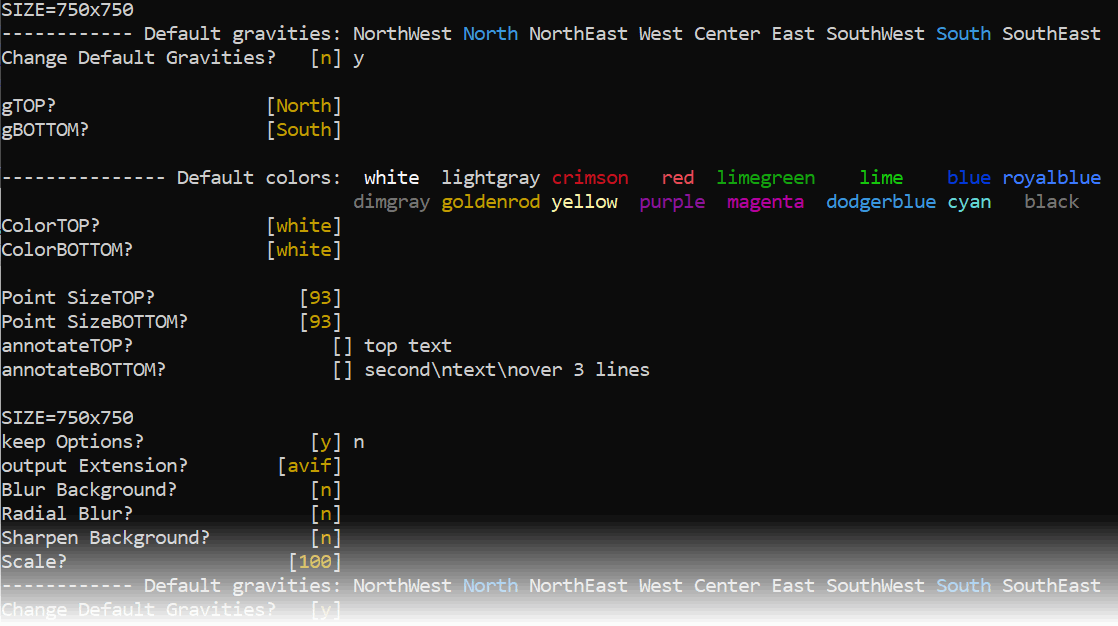 SIZE=750x750
------------ Default gravities: NorthWest North NorthEast West Center East SouthWest South SouthEast
Change Default Gravities? [n] y
gTOP? [North]
gBOTTOM? [South]
--------------- Default colors: white lightgray crimson red limegreen lime blue royalblue
dimgray goldenrod yellow purple magenta dodgerblue cyan black
ColorTOP? [white]
ColorBOTTOM? [white]
Point SizeTOP? [93]
Point SizeBOTTOM? [93]
annotateTOP? [] top text
annotateBOTTOM? [] second\ntext\nover 3 lines
SIZE=750x750
keep Options? [y] n
output Extension? [avif]
Blur Background? [n]
Radial Blur? [n]
Sharpen Background? [n]
Scale? [100]
------------ Default gravities: NorthWest North NorthEast West Center East SouthWest South SouthEast
Change Default Gravities? [y]